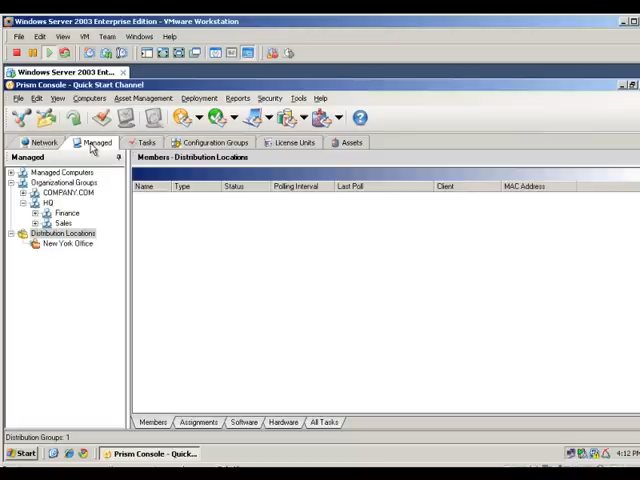 Windows Server 2003 Enterprise Edition - VMware Workstation
File Edit View VM Team Windows Help
Windows Server 2003 Ent...
Prism Console - Quick Start Channel
File Edit View Computers Asset Management Deployment Reports Security Tools Help
Network Managed Tasks Configuration Groups License Units Assets
Managed
Members - Distribution Locations
Name Type Status Polling Interval Last Poll Client MAC Address
Managed Computers
Organizational Groups
COMPANY.COM
HQ
Finance
Sales
Distribution Locations
New York Office
Members Assignments Software Hardware All Tasks
Distribution Groups: 1
Start Prism Console - Quick... 4:12 PM